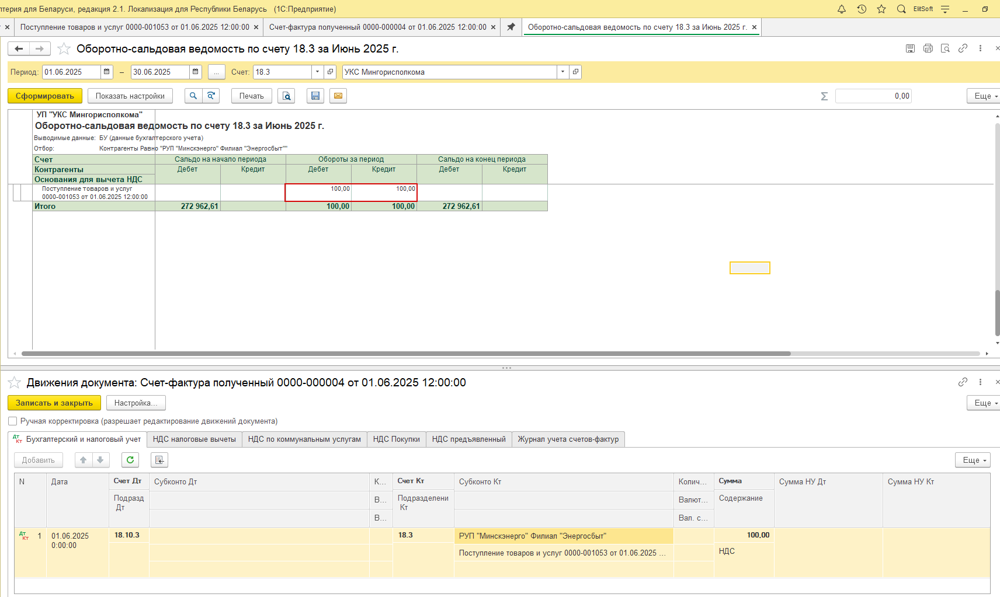 птерия для Беларуси, редакция 2.1. Локализация для Республики Беларусь (1С:Предприятие)
ElitSoft
Поступление товаров и услуг 0000-001053 от 01.06.2025 12:00:00
Счет-фактура полученный 0000-000004 от 01.06.2025 12:00:00
Оборотно-сальдовая ведомость по счету 18.3 за Июнь 2025 г.
Оборотно-сальдовая ведомость по счету 18.3 за Июнь 2025 г.
Период: 01.06.2025 – 30.06.2025 ... Счет: 18.3 УКС Мингорисполкома
Сформировать Показать настройки Печать Σ 0,00 Еще
УП "УКС Мингорисполкома"
Оборотно-сальдовая ведомость по счету 18.3 за Июнь 2025 г.
Выводимые данные: БУ (данные бухгалтерского учета)
Отбор: Контрагенты Равно "РУП "Минскэнерго" Филиал "Энергосбыт""
Счет Сальдо на начало периода Обороты за период Сальдо на конец периода
Контрагенты Дебет Кредит Дебет Кредит Дебет Кредит
Основания для вычета НДС
Поступление товаров и услуг 100,00 100,00
0000-001053 от 01.06.2025 12:00:00
Итого 272 962,61 100,00 100,00 272 962,61
Движения документа: Счет-фактура полученный 0000-000004 от 01.06.2025 12:00:00
Записать и закрыть Настройка... Еще
Ручная корректировка (разрешает редактирование движений документа)
Дт Кт Бухгалтерский и налоговый учет НДС налоговые вычеты НДС по коммунальным услугам НДС Покупки НДС предъявленный Журнал учета счетов-фактур
Добавить Еще
N Дата Счет Дт Субконто Дт К... Счет Кт Субконто Кт Колич... Сумма Сумма НУ Дт Сумма НУ Кт
Подразд В... Подразделени Валют... Содержание
Дт Кт
В... Вал. с...
Дт Кт 1 01.06.2025 18.10.3 18.3 РУП "Минскэнерго" Филиал "Энергосбыт" 100,00
0:00:00
Поступление товаров и услуг 0000-001053 от 01.06.2025 ... НДС